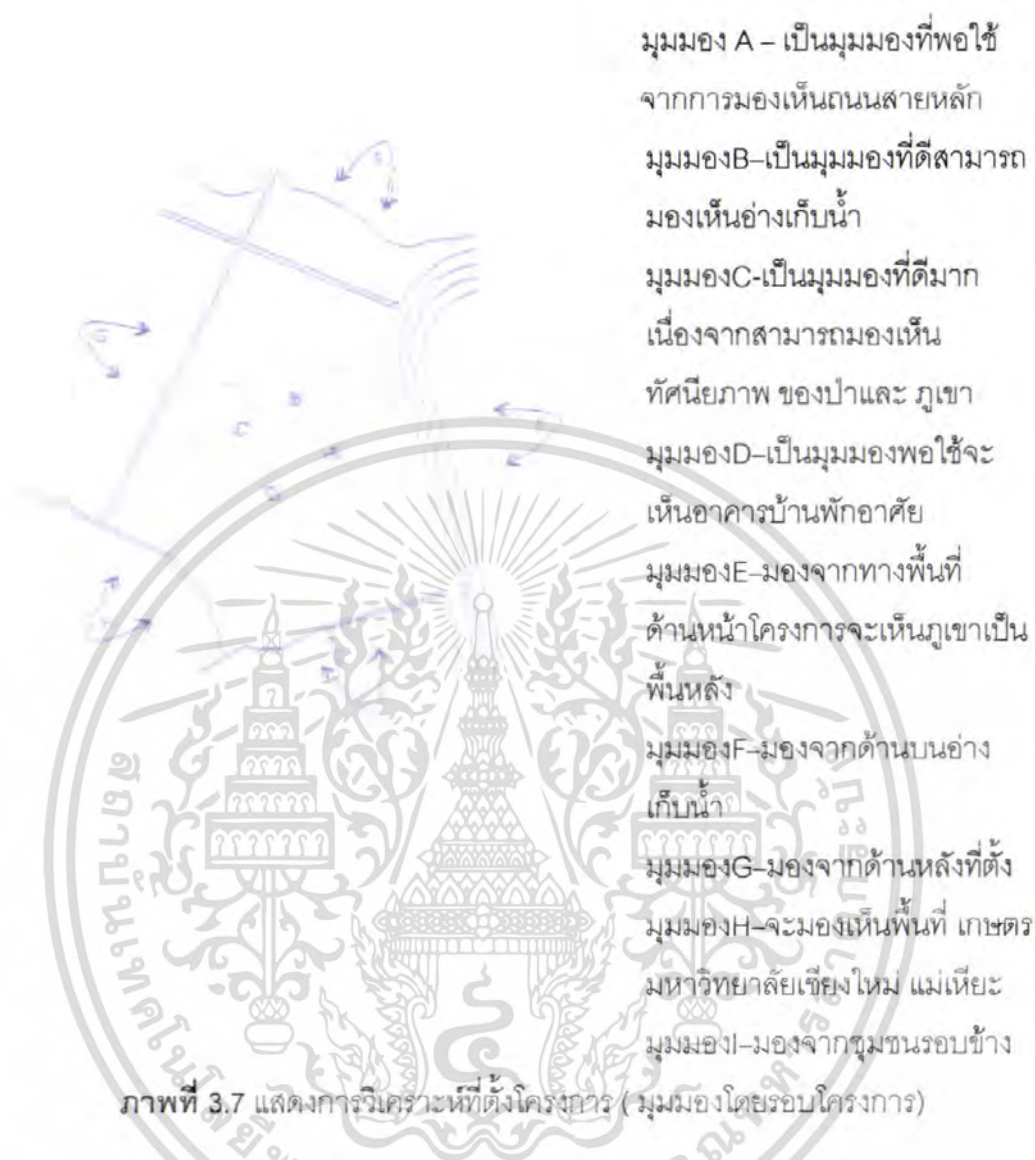 มุมมอง A – เป็นมุมมองที่พอใช้
จากการมองเห็นถนนสายหลัก
มุมมองB–เป็นมุมมองที่ดีสามารถ
มองเห็นอ่างเก็บน้ำ
มุมมองC-เป็นมุมมองที่ดีมาก
เนื่องจากสามารถมองเห็น
ทัศนียภาพ ของป่าและ ภูเขา
มุมมองD–เป็นมุมมองพอใช้จะ
เห็นอาคารบ้านพักอาศัย
มุมมองE–มองจากทางพื้นที่
ด้านหน้าโครงการจะเห็นภูเขาเป็น
พื้นหลัง
มุมมองF–มองจากด้านบนอ่าง
เก็บน้ำ
มุมมองG–มองจากด้านหลังที่ตั้ง
มุมมองH–จะมองเห็นพื้นที่ เกษตร
มหาวิทยาลัยเชียงใหม่ แม่เหียะ
มุมมองI–มองจากชุมชนรอบข้าง
ภาพที่ 3.7 แสดงการวิเคราะห์ที่ตั้งโครงการ ( มุมมองโดยรอบโครงการ)
B
C